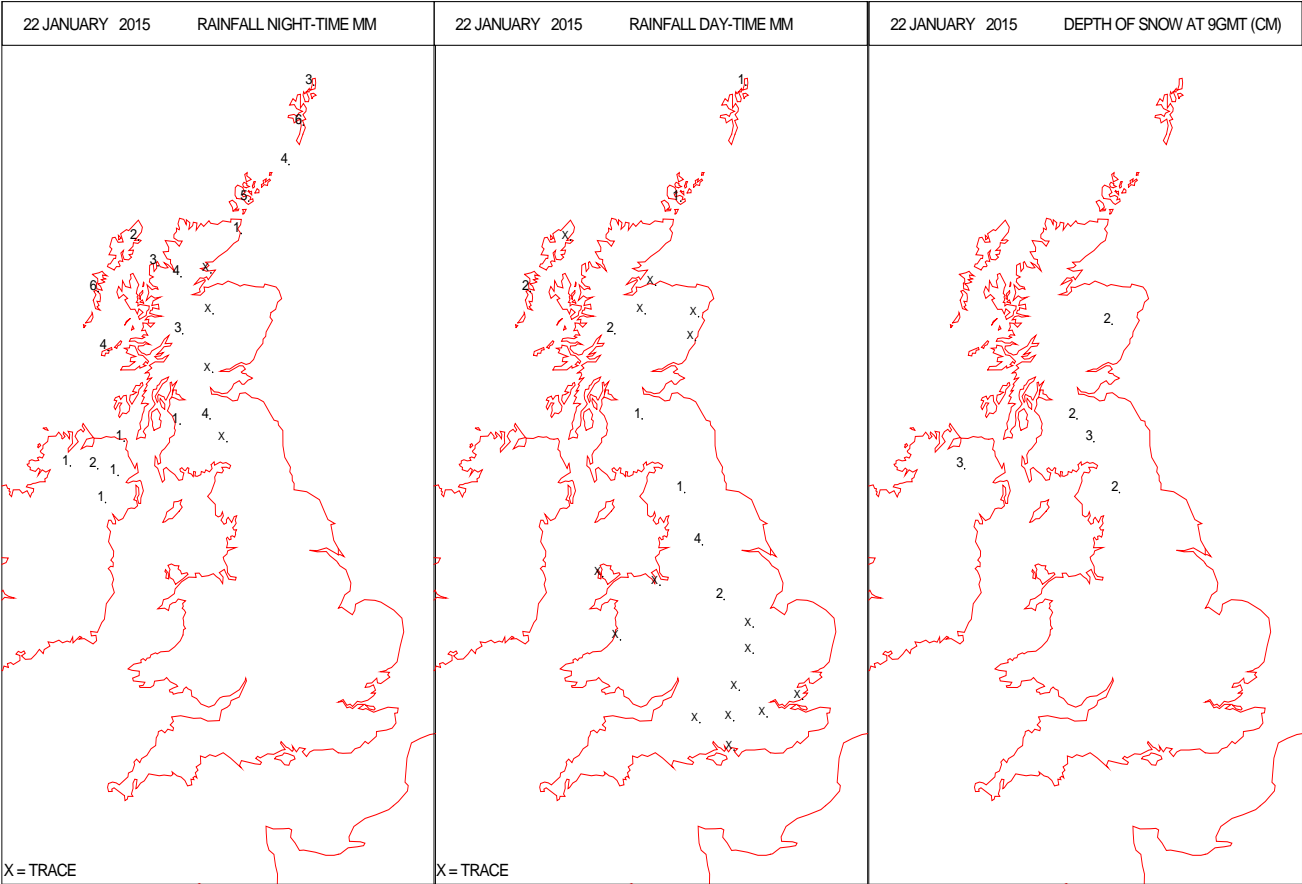 22 JANUARY 2015 RAINFALL NIGHT-TIME MM
3.
6.
4.
5.
1.
2.
3.
4.
X.
6.
X.
3.
4.
X.
4.
1.
X.
1.
1.
2.
1.
1.
X = TRACE
22 JANUARY 2015 RAINFALL DAY-TIME MM
1.
1.
X.
X.
2.
X.
X.
2.
X.
1.
1.
4.
X.
X.
2.
X.
X.
X.
X.
X.
X.
X.
X.
X.
X = TRACE
22 JANUARY 2015 DEPTH OF SNOW AT 9GMT (CM)
2.
2.
3.
3.
2.